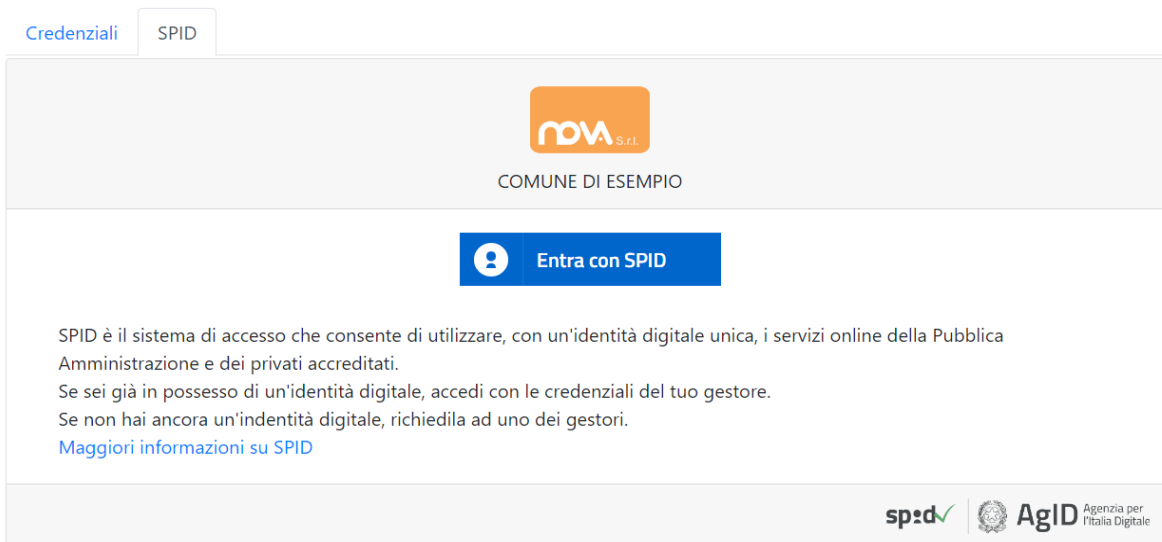 Credenziali SPID
nova S.r.l.
COMUNE DI ESEMPIO
Entra con SPID
SPID è il sistema di accesso che consente di utilizzare, con un'identità digitale unica, i servizi online della Pubblica
Amministrazione e dei privati accreditati.
Se sei già in possesso di un'identità digitale, accedi con le credenziali del tuo gestore.
Se non hai ancora un'indentità digitale, richiedila ad uno dei gestori.
Maggiori informazioni su SPID
spid AgID Agenzia per
l'Italia Digitale